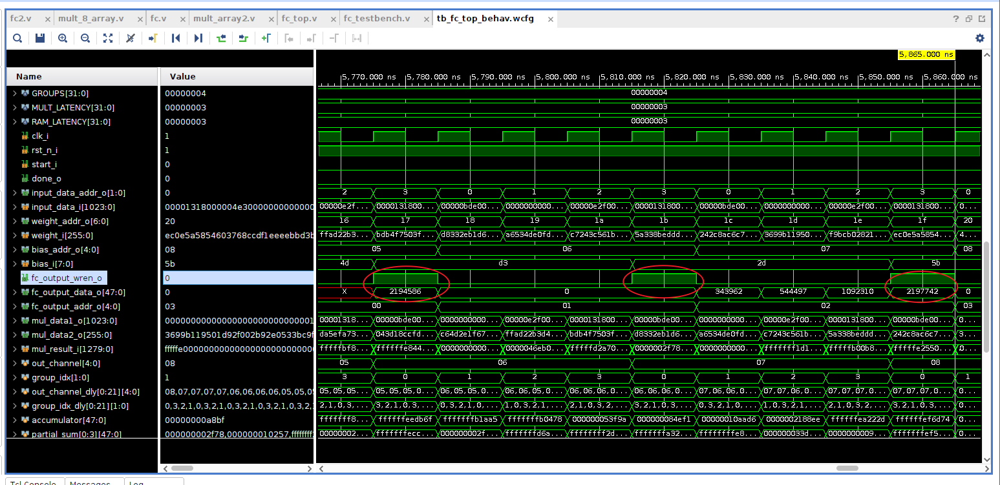 fc2.v × mult_8_array.v × fc.v × mult_array2.v × fc_top.v × fc_testbench.v × tb_fc_top_behav.wcfg ×
5,865.000 ns
Name Value
5,770.000 ns 5,780.000 ns 5,790.000 ns 5,800.000 ns 5,810.000 ns 5,820.000 ns 5,830.000 ns 5,840.000 ns 5,850.000 ns 5,860.000 ns
GROUPS[31:0] 00000004 00000004
MULT_LATENCY[31:0] 00000003 00000003
RAM_LATENCY[31:0] 00000003 00000003
clk_i 1
rst_n_i 1
start_i 0
done_o 0
input_data_addr_o[1:0] 0 2 3 0 1 2 3 0 1 2 3 0
input_data_i[1023:0] 00001318000004e30000000000000 00000e2f... 0000131800... 00000bde00... 0000000000... 00000e2f00... 0000131800... 00000bde00... 0000000000... 00000e2f00... 0000131800... 0...
weight_addr_o[6:0] 20 16 17 18 19 1a 1b 1c 1d 1e 1f 20
weight_i[255:0] ec0e5a5854603768ccdf1eeeebbd3b ffad22b3... bdb4f7503f... d8332eb1d6... a6534de0fd... c7243c561b... 5a338beddd... 242c8ac6c7... 3699b11950... f9bcb02821... ec0e5a5854... 4...
bias_addr_o[4:0] 08 05 06 07 08
bias_i[7:0] 5b 4d d3 2d 5b
fc_output_wren_o 0
fc_output_data_o[47:0] 0 X 2194586 0 343962 544497 1092310 2197742 0
fc_output_addr_o[4:0] 03 00 01 02 03
mul_data1_o[1023:0] 0000000000000000000000000001 00001318... 00000bde00... 0000000000... 00000e2f00... 0000131800... 00000bde00... 0000000000... 00000e2f00... 0000131800... 00000bde00... 0...
mul_data2_o[255:0] 3699b119501d92f002b92e0533bc9f da5efa73... 043d18ccfd... c64d2e1f67... ffad22b3d4... bdb4f7503f... d8332eb1d6... a6534de0fd... c7243c561b... 5a338beddd... 242c8ac6c7... 3...
mul_result_i[1279:0] fffffe00000000000000000000000 fffffbf8... ffffffe844... 0000000000... 0000046eb0... fffffd2a70... 0000002f78... 0000000000... fffffff1d1... fffffb00b8... ffffffe2550... 0...
out_channel[4:0] 08 05 06 07 08
group_idx[1:0] 1 3 0 1 2 3 0 1 2 3 0 1
out_channel_dly[0:21][4:0] 08,07,07,07,07,06,06,06,06,05,05,05 05,05,05... 05,05,05,0... 06,05,05,0... 06,06,05,0... 06,06,06,0... 06,06,06,0... 07,06,06,0... 07,07,06,0... 07,07,07,0... 07,07,07,0... 0...
group_idx_dly[0:21][1:0] 0,3,2,1,0,3,2,1,0,3,2,1,0,3,2,1,0,3,2,1, 2,1,0,3,... 3,2,1,0,... 0,3,2,1,... 1,0,3,2,... 2,1,0,3,... 3,2,1,0,... 0,3,2,1,... 1,0,3,2,... 2,1,0,3,... 3,2,1,0,... 0...
accumulator[47:0] 00000000a8bf fffffff8... ffffffeedb6f fffffffb1aa5 fffffffb0478 000000053f9a 000000084ef1 00000010aad6 0000002188ee ffffffea222d ffffffef6d74 0...
partial_sum[0:3][47:0] 000000002f78,000000010257,ffffffff 00000002... fffffffecc... 000000002f... fffffffd6a... ffffffff2d... ffffffa32... ffffffffe8... 000000033d... 0000000009... fffffffef5... 0...
Tcl Console Messages Log